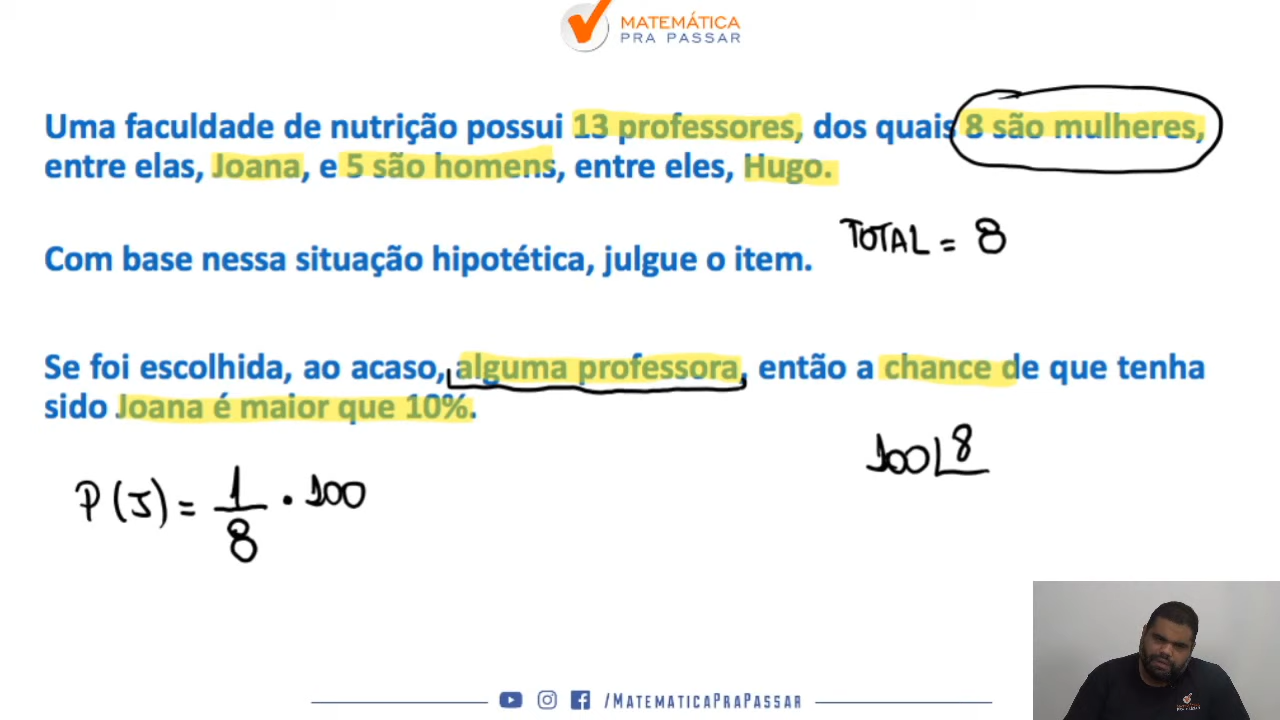 MATEMÁTICA
PRA PASSAR
Uma faculdade de nutrição possui 13 professores, dos quais 8 são mulheres,
entre elas, Joana, e 5 são homens, entre eles, Hugo.
TOTAL = 8
Com base nessa situação hipotética, julgue o item.
Se foi escolhida, ao acaso, alguma professora, então a chance de que tenha
sido Joana é maior que 10%.
100 8
P(J) = 1/8 · 100
/MATEMATICAPRAPASSAR